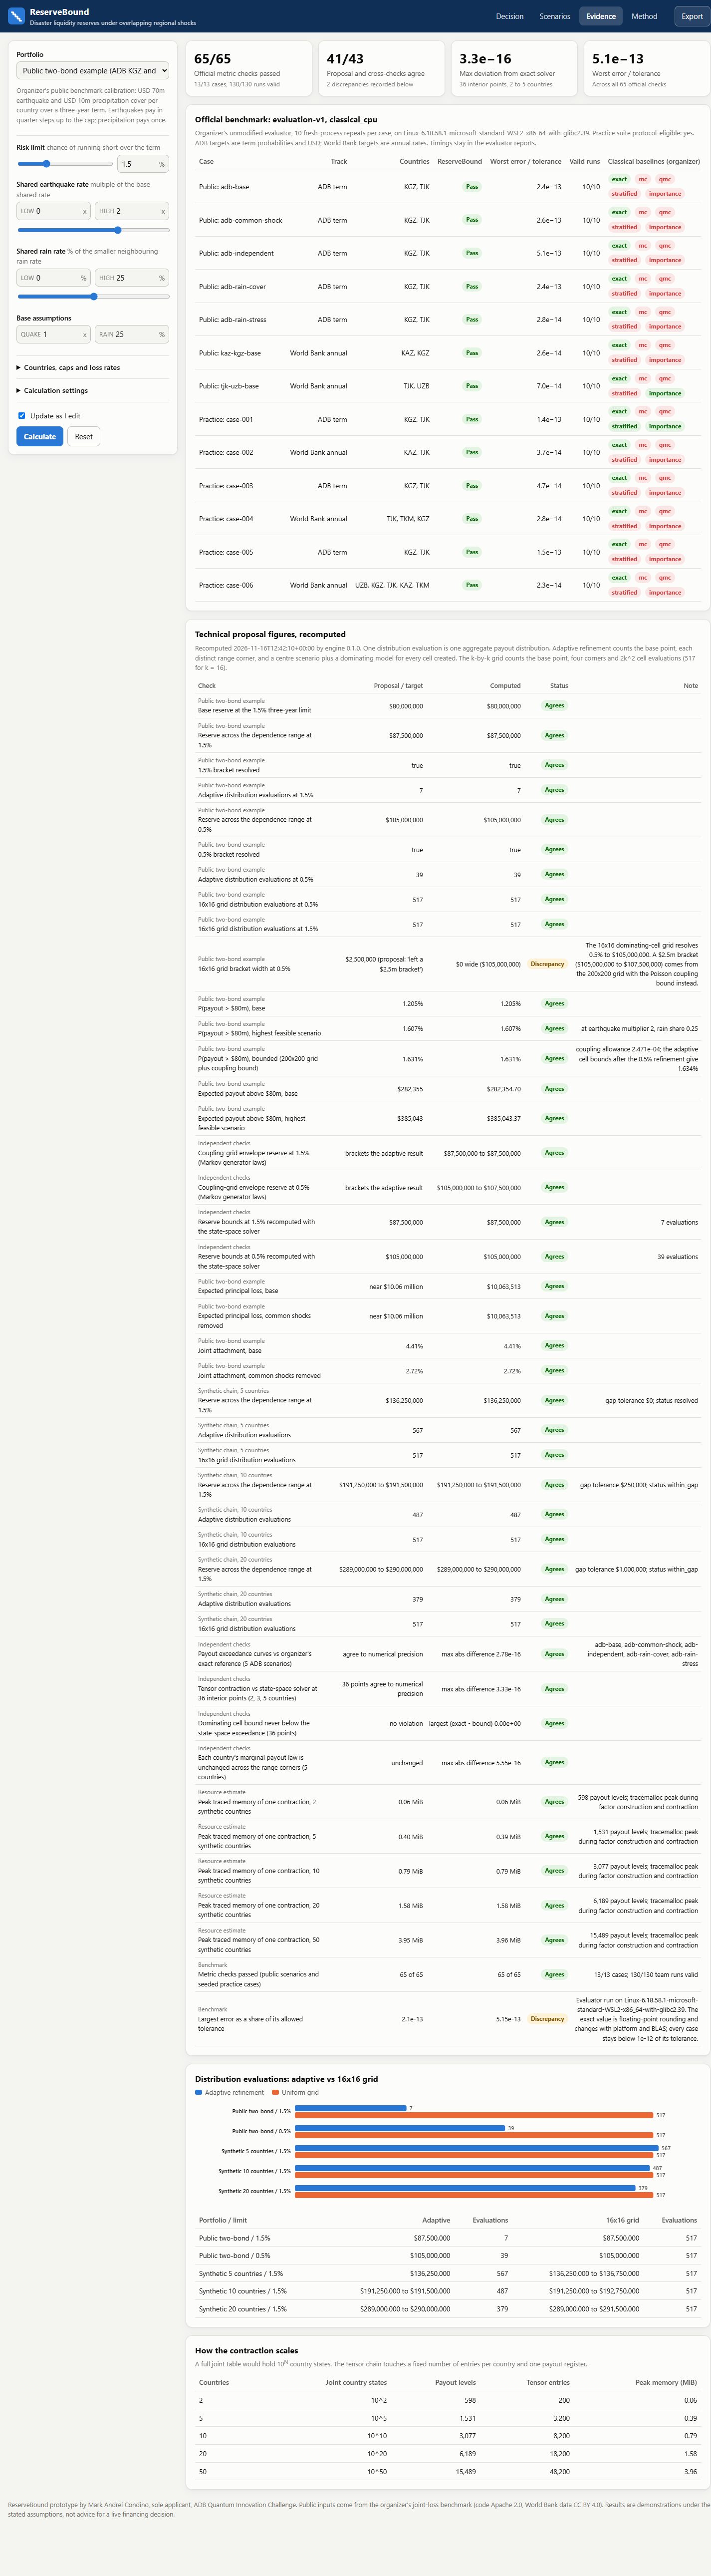 ReserveBound
Disaster liquidity reserves under overlapping regional shocks
Decision Scenarios Evidence Method Export
Portfolio
Public two-bond example (ADB KGZ and
Organizer's public benchmark calibration: USD 70m
earthquake and USD 10m precipitation cover per
country over a three-year term. Earthquakes pay in
quarter steps up to the cap; precipitation pays once.
Risk limit chance of running short over the term
1.5 %
Shared earthquake rate multiple of the base
shared rate
LOW 0 x HIGH 2 x
Shared rain rate % of the smaller neighbouring
rain rate
LOW 0 % HIGH 25 %
Base assumptions
QUAKE 1 x RAIN 25 %
Countries, caps and loss rates
Calculation settings
Update as I edit
Calculate Reset
65/65
Official metric checks passed
13/13 cases, 130/130 runs valid
41/43
Proposal and cross-checks agree
2 discrepancies recorded below
3.3e−16
Max deviation from exact solver
36 interior points, 2 to 5 countries
5.1e−13
Worst error / tolerance
Across all 65 official checks
Official benchmark: evaluation-v1, classical_cpu
Organizer's unmodified evaluator, 10 fresh-process repeats per case, on Linux-6.18.58.1-microsoft-standard-WSL2-x86_64-with-glibc2.39. Practice suite protocol-eligible: yes.
ADB targets are term probabilities and USD; World Bank targets are annual rates. Timings stay in the evaluator reports.
Case Track Countries ReserveBound Worst error / tolerance Valid runs Classical baselines (organizer)
Public: adb-base ADB term KGZ, TJK Pass 2.4e−13 10/10 exact mc qmc
stratified importance
Public: adb-common-shock ADB term KGZ, TJK Pass 2.6e−13 10/10 exact mc qmc
stratified importance
Public: adb-independent ADB term KGZ, TJK Pass 5.1e−13 10/10 exact mc qmc
stratified importance
Public: adb-rain-cover ADB term KGZ, TJK Pass 2.4e−13 10/10 exact mc qmc
stratified importance
Public: adb-rain-stress ADB term KGZ, TJK Pass 2.8e−14 10/10 exact mc qmc
stratified importance
Public: kaz-kgz-base World Bank annual KAZ, KGZ Pass 2.6e−14 10/10 exact mc qmc
stratified importance
Public: tjk-uzb-base World Bank annual TJK, UZB Pass 7.0e−14 10/10 exact mc qmc
stratified importance
Practice: case-001 ADB term KGZ, TJK Pass 1.4e−13 10/10 exact mc qmc
stratified importance
Practice: case-002 World Bank annual KAZ, TJK Pass 3.7e−14 10/10 exact mc qmc
stratified importance
Practice: case-003 ADB term KGZ, TJK Pass 4.7e−14 10/10 exact mc qmc
stratified importance
Practice: case-004 World Bank annual TJK, TKM, KGZ Pass 2.8e−14 10/10 exact mc qmc
stratified importance
Practice: case-005 ADB term KGZ, TJK Pass 1.5e−13 10/10 exact mc qmc
stratified importance
Practice: case-006 World Bank annual UZB, KGZ, TJK, KAZ, TKM Pass 2.3e−14 10/10 exact mc qmc
stratified importance
Technical proposal figures, recomputed
Recomputed 2026-11-16T12:42:10+00:00 by engine 0.1.0. One distribution evaluation is one aggregate payout distribution. Adaptive refinement counts the base point, each
distinct range corner, and a centre scenario plus a dominating model for every cell created. The k-by-k grid counts the base point, four corners and 2k^2 cell evaluations (517
for k = 16).
Check Proposal / target Computed Status Note
Public two-bond example
Base reserve at the 1.5% three-year limit $80,000,000 $80,000,000 Agrees
Public two-bond example
Reserve across the dependence range at
1.5% $87,500,000 $87,500,000 Agrees
Public two-bond example
1.5% bracket resolved true true Agrees
Public two-bond example
Adaptive distribution evaluations at 1.5% 7 7 Agrees
Public two-bond example
Reserve across the dependence range at
0.5% $105,000,000 $105,000,000 Agrees
Public two-bond example
0.5% bracket resolved true true Agrees
Public two-bond example
Adaptive distribution evaluations at 0.5% 39 39 Agrees
Public two-bond example
16x16 grid distribution evaluations at 0.5% 517 517 Agrees
Public two-bond example
16x16 grid distribution evaluations at 1.5% 517 517 Agrees
Public two-bond example
16x16 grid bracket width at 0.5% $2,500,000 (proposal: 'left a
$2.5m bracket') $0 wide ($105,000,000) Discrepancy The 16x16 dominating-cell grid resolves
0.5% to $105,000,000. A $2.5m bracket
($105,000,000 to $107,500,000) comes from
the 200x200 grid with the Poisson coupling
bound instead.
Public two-bond example
P(payout > $80m), base 1.205% 1.205% Agrees
Public two-bond example
P(payout > $80m), highest feasible scenario 1.607% 1.607% Agrees at earthquake multiplier 2, rain share 0.25
Public two-bond example
P(payout > $80m), bounded (200x200 grid
plus coupling bound) 1.631% 1.631% Agrees coupling allowance 2.471e-04; the adaptive
cell bounds after the 0.5% refinement give
1.634%
Public two-bond example
Expected payout above $80m, base $282,355 $282,354.70 Agrees
Public two-bond example
Expected payout above $80m, highest
feasible scenario $385,043 $385,043.37 Agrees
Independent checks
Coupling-grid envelope reserve at 1.5%
(Markov generator laws) brackets the adaptive result $87,500,000 to $87,500,000 Agrees
Independent checks
Coupling-grid envelope reserve at 0.5%
(Markov generator laws) brackets the adaptive result $105,000,000 to $107,500,000 Agrees
Independent checks
Reserve bounds at 1.5% recomputed with
the state-space solver $87,500,000 $87,500,000 Agrees 7 evaluations
Independent checks
Reserve bounds at 0.5% recomputed with
the state-space solver $105,000,000 $105,000,000 Agrees 39 evaluations
Public two-bond example
Expected principal loss, base near $10.06 million $10,063,513 Agrees
Public two-bond example
Expected principal loss, common shocks
removed near $10.06 million $10,063,513 Agrees
Public two-bond example
Joint attachment, base 4.41% 4.41% Agrees
Public two-bond example
Joint attachment, common shocks removed 2.72% 2.72% Agrees
Synthetic chain, 5 countries
Reserve across the dependence range at
1.5% $136,250,000 $136,250,000 Agrees gap tolerance $0; status resolved
Synthetic chain, 5 countries
Adaptive distribution evaluations 567 567 Agrees
Synthetic chain, 5 countries
16x16 grid distribution evaluations 517 517 Agrees
Synthetic chain, 10 countries
Reserve across the dependence range at
1.5% $191,250,000 to $191,500,000 $191,250,000 to $191,500,000 Agrees gap tolerance $250,000; status within_gap
Synthetic chain, 10 countries
Adaptive distribution evaluations 487 487 Agrees
Synthetic chain, 10 countries
16x16 grid distribution evaluations 517 517 Agrees
Synthetic chain, 20 countries
Reserve across the dependence range at
1.5% $289,000,000 to $290,000,000 $289,000,000 to $290,000,000 Agrees gap tolerance $1,000,000; status within_gap
Synthetic chain, 20 countries
Adaptive distribution evaluations 379 379 Agrees
Synthetic chain, 20 countries
16x16 grid distribution evaluations 517 517 Agrees
Independent checks
Payout exceedance curves vs organizer's
exact reference (5 ADB scenarios) agree to numerical precision max abs difference 2.78e-16 Agrees adb-base, adb-common-shock, adb-
independent, adb-rain-cover, adb-rain-
stress
Independent checks
Tensor contraction vs state-space solver at
36 interior points (2, 3, 5 countries) 36 points agree to numerical
precision max abs difference 3.33e-16 Agrees
Independent checks
Dominating cell bound never below the
state-space exceedance (36 points) no violation largest (exact - bound) 0.00e+00 Agrees
Independent checks
Each country's marginal payout law is
unchanged across the range corners (5
countries) unchanged max abs difference 5.55e-16 Agrees
Resource estimate
Peak traced memory of one contraction, 2
synthetic countries 0.06 MiB 0.06 MiB Agrees 598 payout levels; tracemalloc peak during
factor construction and contraction
Resource estimate
Peak traced memory of one contraction, 5
synthetic countries 0.40 MiB 0.39 MiB Agrees 1,531 payout levels; tracemalloc peak
during factor construction and contraction
Resource estimate
Peak traced memory of one contraction, 10
synthetic countries 0.79 MiB 0.79 MiB Agrees 3,077 payout levels; tracemalloc peak
during factor construction and contraction
Resource estimate
Peak traced memory of one contraction, 20
synthetic countries 1.58 MiB 1.58 MiB Agrees 6,189 payout levels; tracemalloc peak
during factor construction and contraction
Resource estimate
Peak traced memory of one contraction, 50
synthetic countries 3.95 MiB 3.96 MiB Agrees 15,489 payout levels; tracemalloc peak
during factor construction and contraction
Benchmark
Metric checks passed (public scenarios and
seeded practice cases) 65 of 65 65 of 65 Agrees 13/13 cases; 130/130 team runs valid
Benchmark
Largest error as a share of its allowed
tolerance 2.1e-13 5.15e-13 Discrepancy Evaluator run on Linux-6.18.58.1-microsoft-
standard-WSL2-x86_64-with-glibc2.39. The
exact value is floating-point rounding and
changes with platform and BLAS; every case
stays below 1e-12 of its tolerance.
Distribution evaluations: adaptive vs 16x16 grid
Adaptive refinement Uniform grid
Public two-bond / 1.5% 7
517
Public two-bond / 0.5% 39
517
Synthetic 5 countries / 1.5% 567
517
Synthetic 10 countries / 1.5% 487
517
Synthetic 20 countries / 1.5% 379
517
Portfolio / limit Adaptive Evaluations 16x16 grid Evaluations
Public two-bond / 1.5% $87,500,000 7 $87,500,000 517
Public two-bond / 0.5% $105,000,000 39 $105,000,000 517
Synthetic 5 countries / 1.5% $136,250,000 567 $136,250,000 to $136,750,000 517
Synthetic 10 countries / 1.5% $191,250,000 to $191,500,000 487 $191,250,000 to $192,750,000 517
Synthetic 20 countries / 1.5% $289,000,000 to $290,000,000 379 $289,000,000 to $291,500,000 517
How the contraction scales
A full joint table would hold 10^N country states. The tensor chain touches a fixed number of entries per country and one payout register.
Countries Joint country states Payout levels Tensor entries Peak memory (MiB)
2 10^2 598 200 0.06
5 10^5 1,531 3,200 0.39
10 10^10 3,077 8,200 0.79
20 10^20 6,189 18,200 1.58
50 10^50 15,489 48,200 3.96
ReserveBound prototype by Mark Andrei Condino, sole applicant, ADB Quantum Innovation Challenge. Public inputs come from the organizer's joint-loss benchmark (code Apache 2.0, World Bank data CC BY 4.0). Results are demonstrations under the
stated assumptions, not advice for a live financing decision.